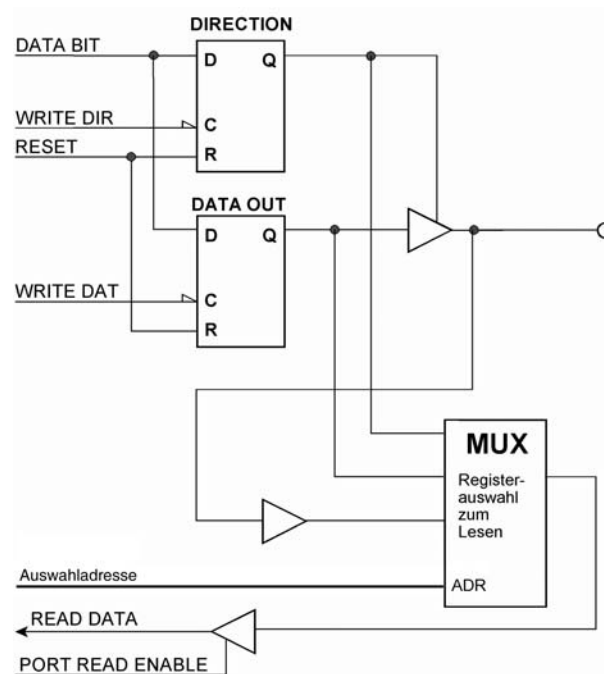 DIRECTION
DATA BIT
D Q
WRITE DIR
C
RESET
R
DATA OUT
D Q
WRITE DAT
C
R
MUX
Register-
auswahl
zum
Lesen
Auswahladresse
ADR
READ DATA
PORT READ ENABLE